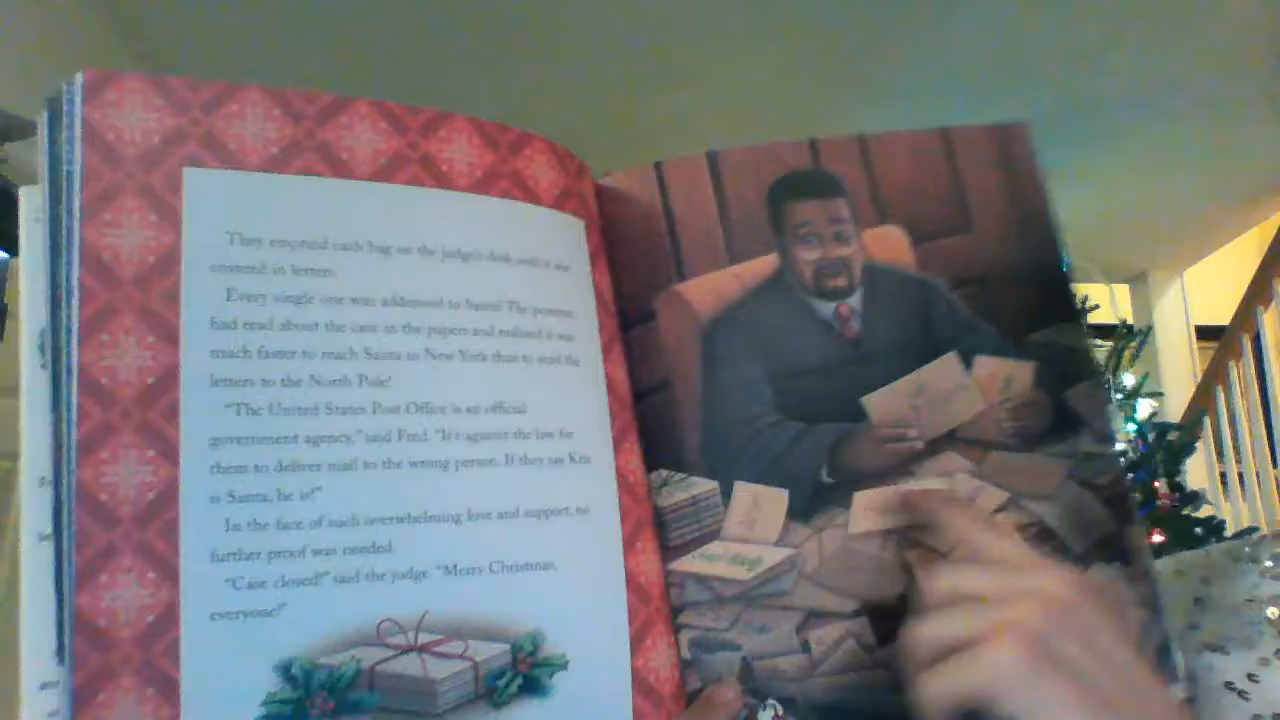 They emptied each bag on the judge's desk until it was
covered in letters.
Every single one was addressed to Santa! The postmen
had read about the case in the papers and realised it was
much faster to reach Santa in New York than to send the
letters to the North Pole!
"The United States Post Office is an official
government agency," said Fred. "It's against the law for
them to deliver mail to the wrong person. If they say Kris
is Santa, he is!"
In the face of such overwhelming love and support, no
further proof was needed.
"Case closed!" said the judge. "Merry Christmas,
everyone!"